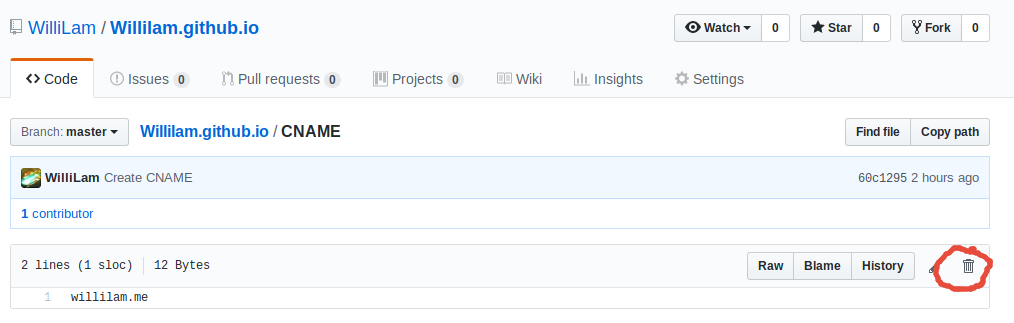 WilliLam / Willilam.github.io
Watch 0 Star 0 Fork 0
Code Issues 0 Pull requests 0 Projects 0 Wiki Insights Settings
Branch: master Willilam.github.io / CNAME Find file Copy path
WilliLam Create CNAME 60c1295 2 hours ago
1 contributor
2 lines (1 sloc) 12 Bytes Raw Blame History
1 willilam.me